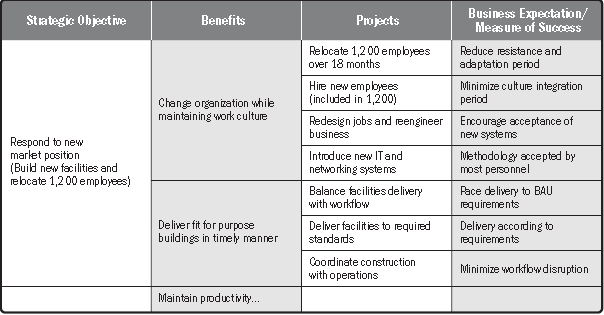 Strategic Objective
Benefits
Projects
Business Expectation/
Measure of Success
Respond to new
market position
(Build new facilities and
relocate 1,200 employees)
Change organization while
maintaining work culture
Relocate 1,200 employees
over 18 months
Reduce resistance and
adaptation period
Hire new employees
(included in 1,200)
Minimize culture integration
period
Redesign jobs and reengineer
business
Encourage acceptance of
new systems
Introduce new IT and
networking systems
Methodology accepted by
most personnel
Deliver fit for purpose
buildings in timely manner
Balance facilities delivery
with workflow
Pace delivery to BAU
requirements
Deliver facilities to required
standards
Delivery according to
requirements
Coordinate construction
with operations
Minimize workflow disruption
Maintain productivity...